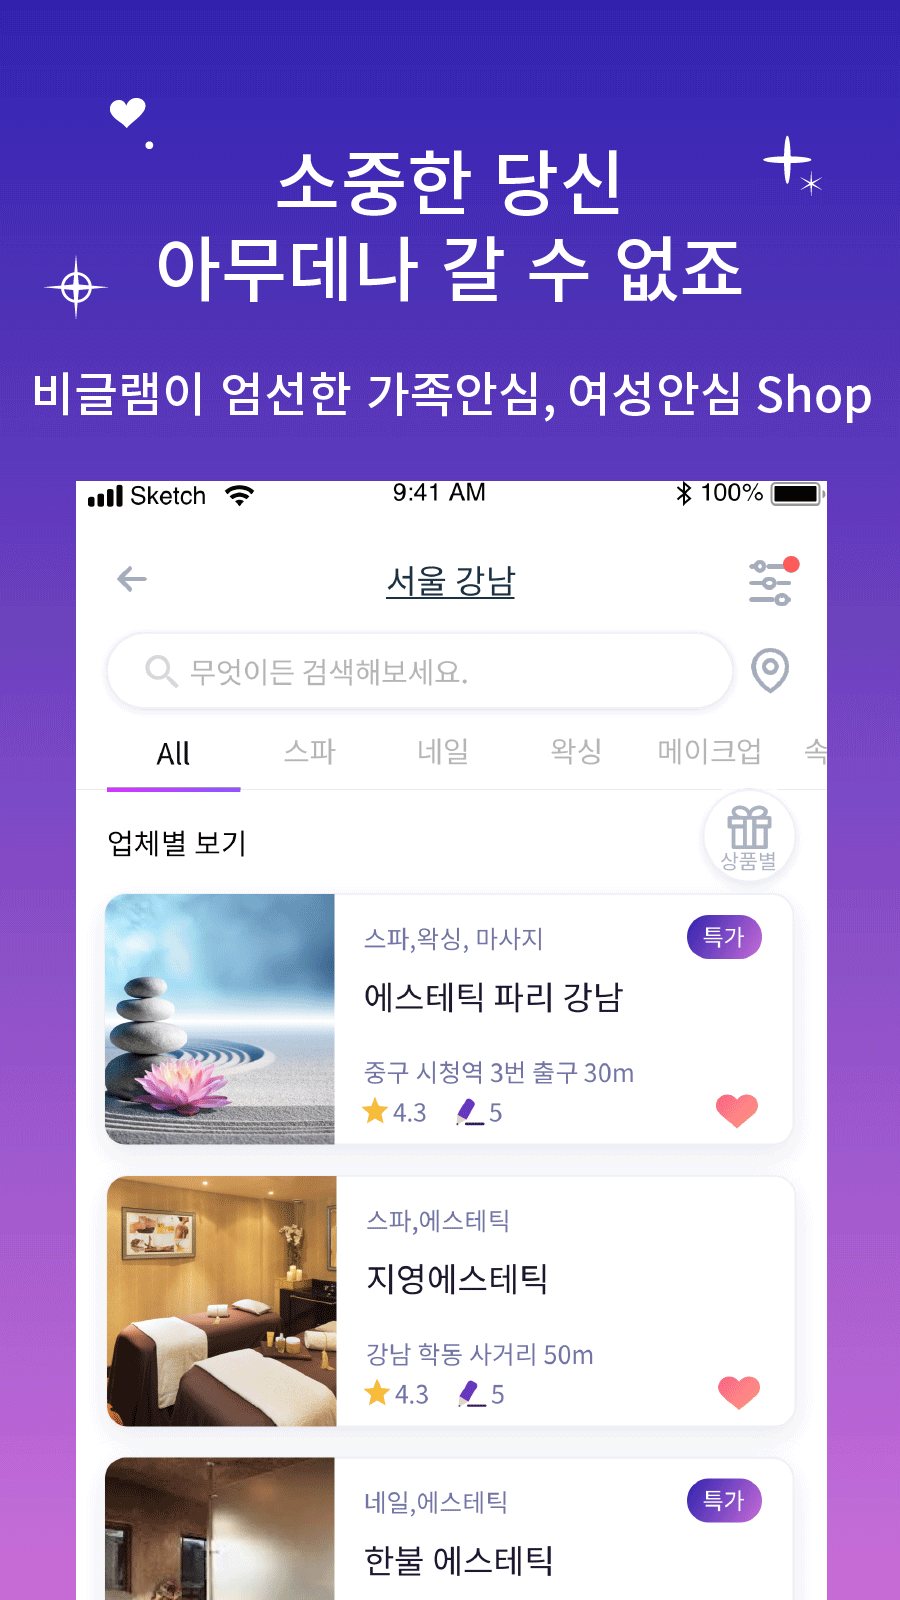 소중한 당신
아무데나 갈 수 없죠
비글램이 엄선한 가족안심, 여성안심 Shop
Sketch 9:41 AM 100%
서울 강남
무엇이든 검색해보세요.
All 스파 네일 왁싱 메이크업 속
업체별 보기
상품별
스파,왁싱, 마사지 특가
에스테틱 파리 강남
중구 시청역 3번 출구 30m
4.3 5
스파,에스테틱
지영에스테틱
강남 학동 사거리 50m
4.3 5
네일,에스테틱 특가
한불 에스테틱